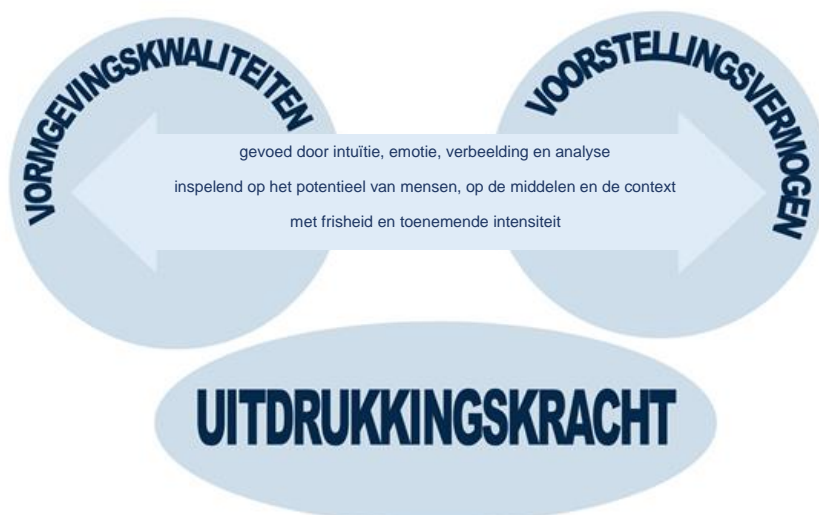 VORMGEVINGSKWALITEITEN
VOORSTELLINGSVERMOGEN
gevoed door intuïtie, emotie, verbeelding en analyse
inspelend op het potentieel van mensen, op de middelen en de context
met frisheid en toenemende intensiteit
UITDRUKKINGSKRACHT